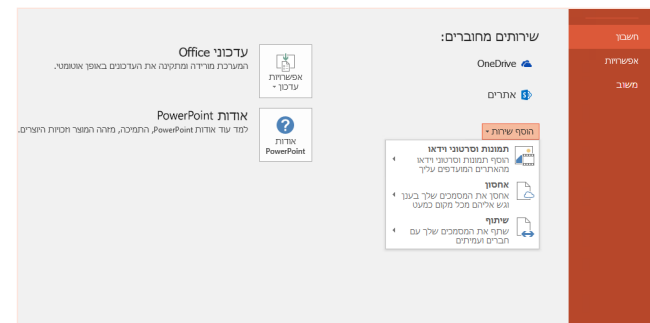 חשבון
אפשרויות
משוב
שירותים מחוברים:
OneDrive
אתרים
הוסף שירות
תמונות וסרטוני וידאו
הוסף תמונות וסרטוני וידאו
מהאתרים המועדפים עליך
אחסון
אחסן את המסמכים שלך בענן
וגש אליהם מכל מקום כמעט
שיתוף
שתף את המסמכים שלך עם
חברים ועמיתים
עדכוני Office
המערכת מורידה ומתקינה את העדכונים באופן אוטומטי.
אפשרויות
עדכון
אודות PowerPoint
למד עוד אודות PowerPoint, התמיכה, מזהה המוצר וזכויות היוצרים.
אודות
PowerPoint